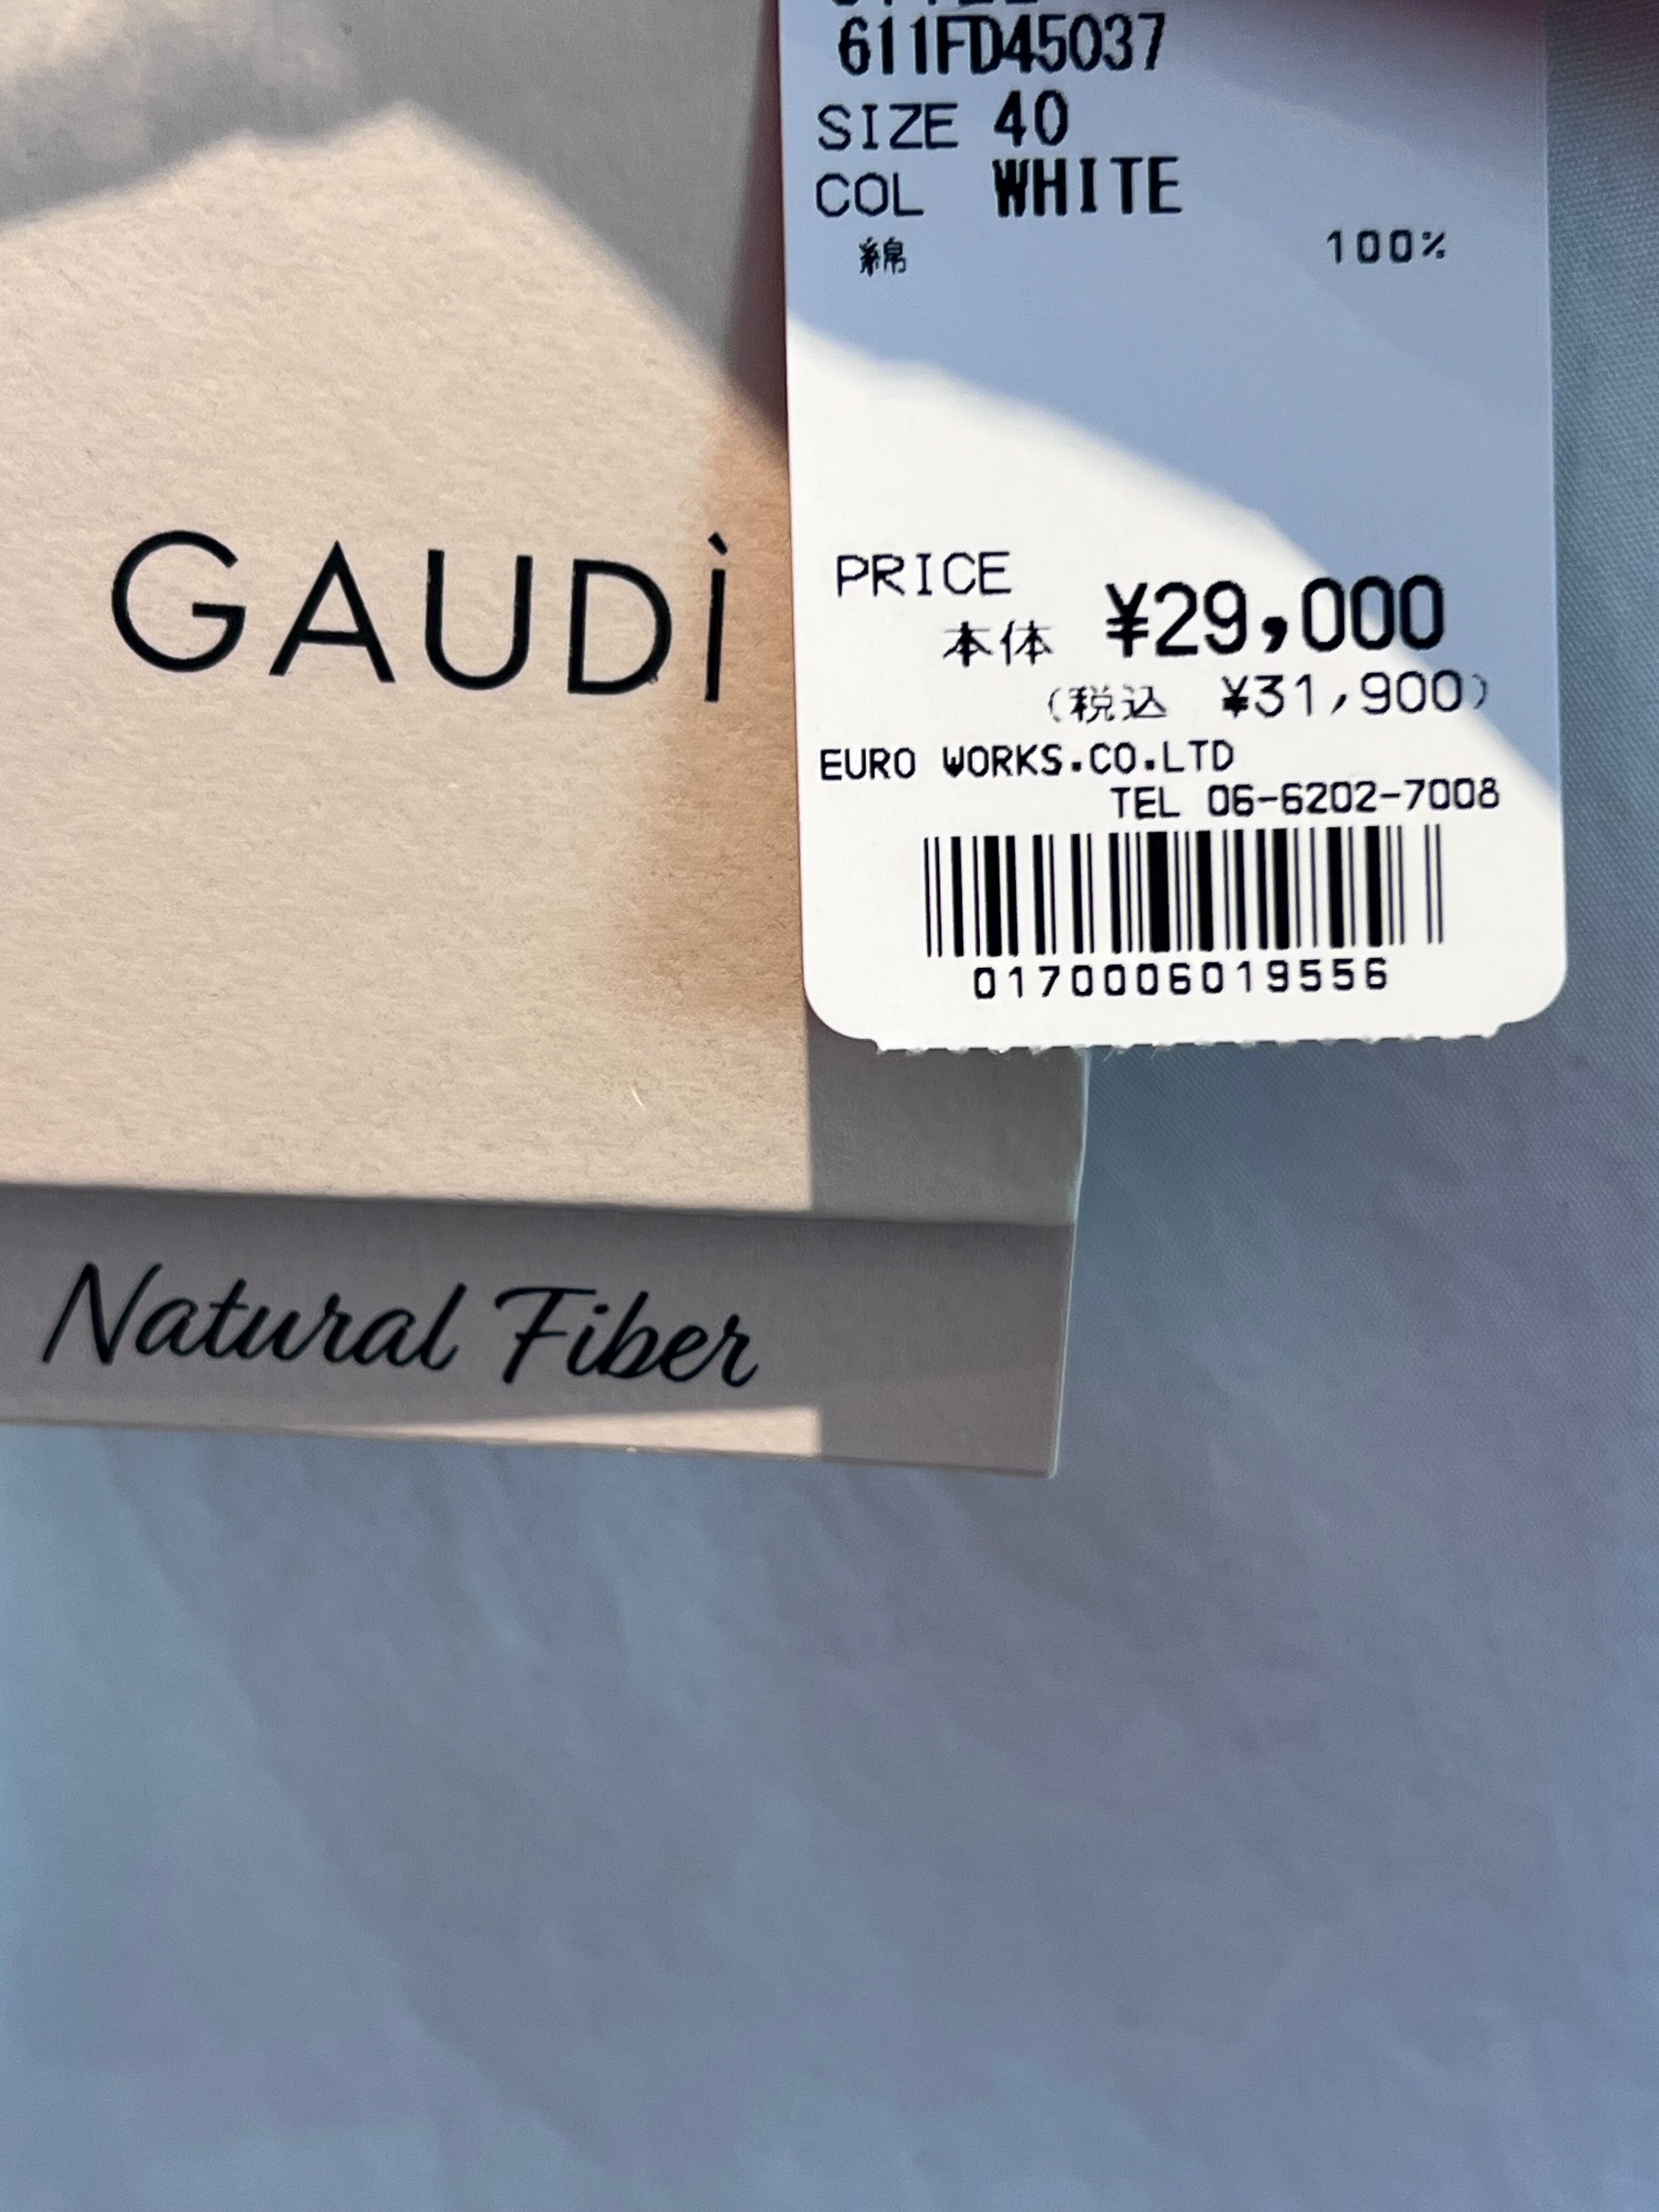 611FD45037
SIZE 40
COL WHITE
綿 100%
PRICE
本体 ¥29,000
(税込 ¥31,900)
EURO WORKS.CO.LTD
TEL 06-6202-7008
0170006019556
GAUDÌ
Natural Fiber